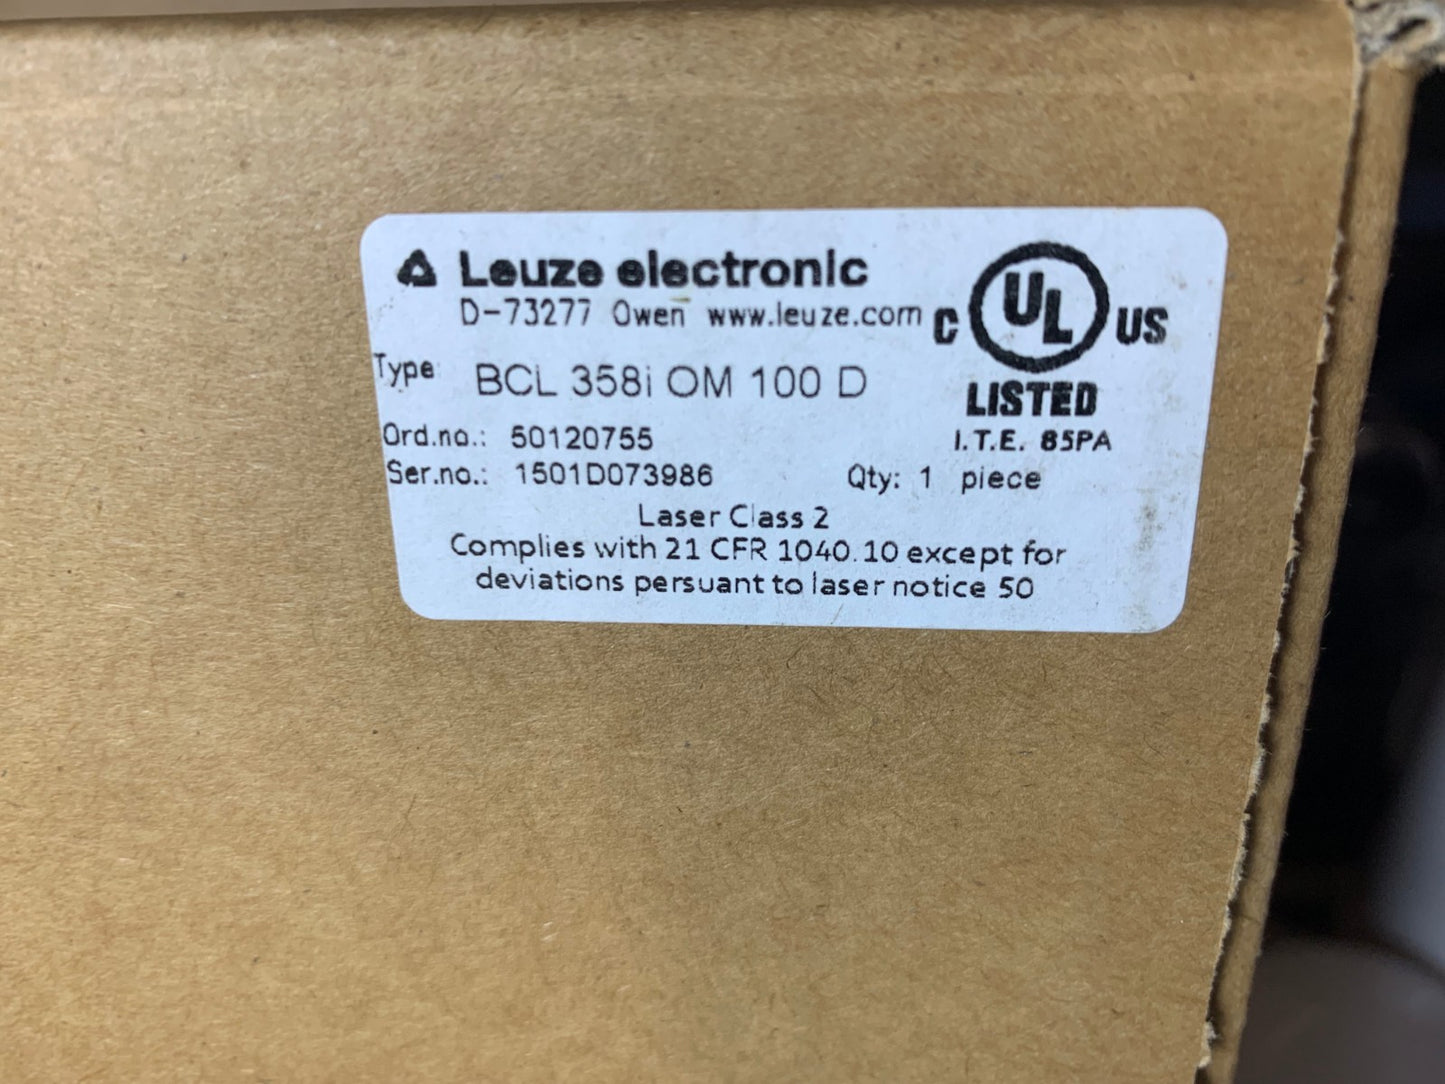 Leuze electronic
D-73277 Owen www.leuze.com
C UL US
LISTED
I.T.E. 85PA
Type: BCL 358i OM 100 D
Ord.no.: 50120755
Ser.no.: 1501D073986 Qty: 1 piece
Laser Class 2
Complies with 21 CFR 1040.10 except for
deviations persuant to laser notice 50